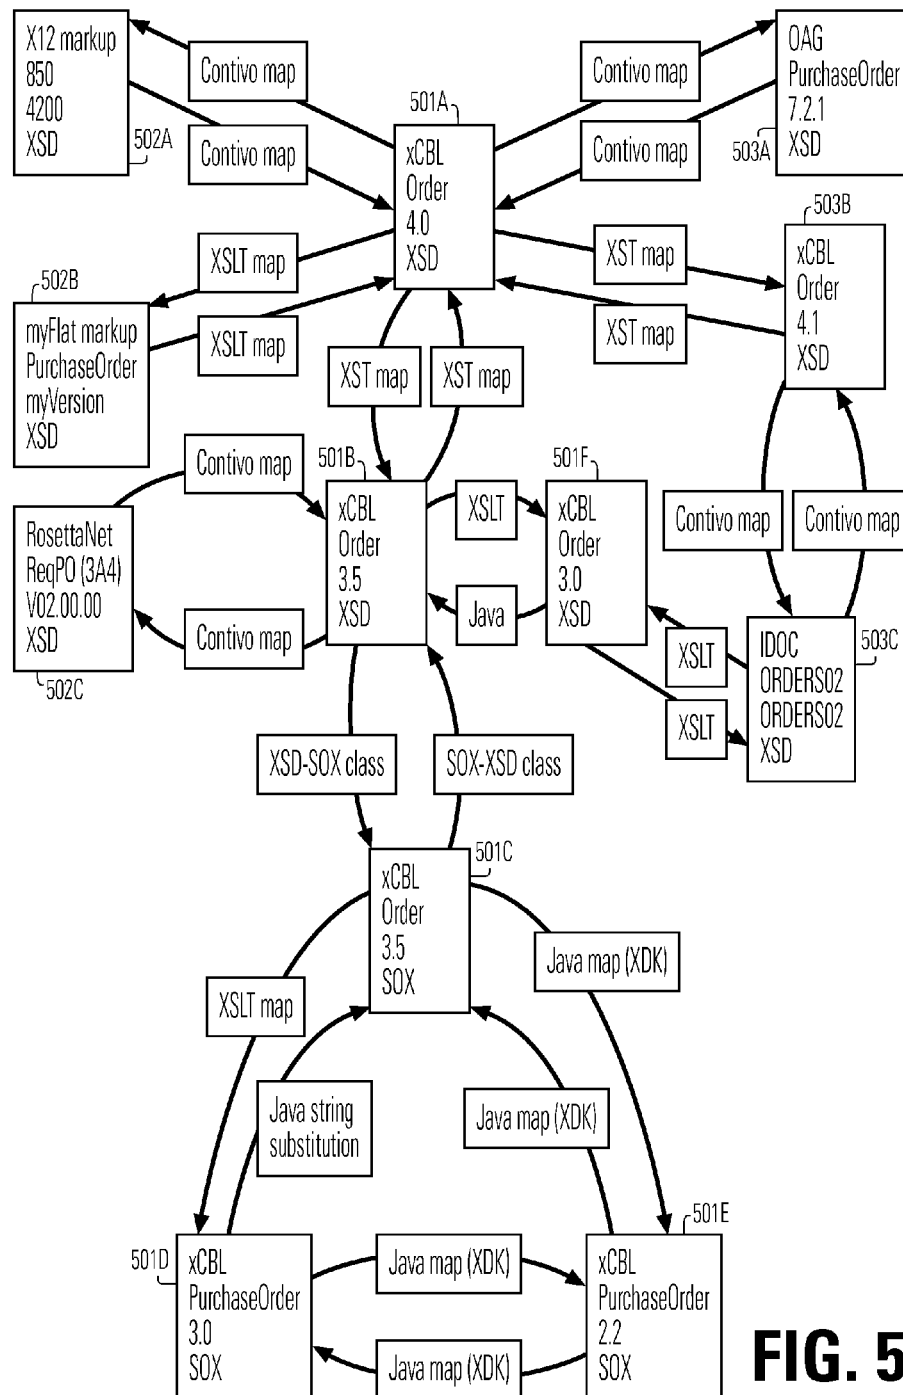 X12 markup
850
4200
XSD
502A
Contivo map
Contivo map
501A
xCBL
Order
4.0
XSD
Contivo map
Contivo map
OAG
PurchaseOrder
7.2.1
XSD
503A
502B
myFlat markup
PurchaseOrder
myVersion
XSD
XSLT map
XSLT map
XST map
XST map
XST map
XST map
503B
xCBL
Order
4.1
XSD
RosettaNet
ReqPO (3A4)
V02.00.00
XSD
502C
Contivo map
Contivo map
501B
xCBL
Order
3.5
XSD
XSLT
Java
501F
xCBL
Order
3.0
XSD
Contivo map
Contivo map
XSLT
XSLT
IDOC
ORDERS02
ORDERS02
XSD
503C
XSD-SOX class
SOX-XSD class
501C
xCBL
Order
3.5
SOX
XSLT map
Java string
substitution
Java map (XDK)
Java map (XDK)
501D
xCBL
PurchaseOrder
3.0
SOX
Java map (XDK)
Java map (XDK)
501E
xCBL
PurchaseOrder
2.2
SOX
FIG. 5